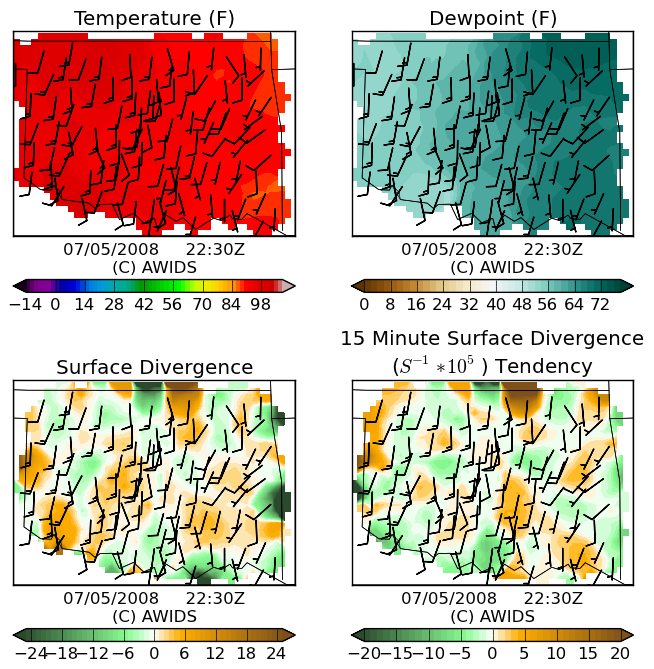 Temperature (F)
Dewpoint (F)
07/05/2008 22:30Z
(C) AWIDS
07/05/2008 22:30Z
(C) AWIDS
−14 0 14 28 42 56 70 84 98
0 8 16 24 32 40 48 56 64 72
Surface Divergence
15 Minute Surface Divergence
(S⁻¹ *10⁵ ) Tendency
07/05/2008 22:30Z
(C) AWIDS
07/05/2008 22:30Z
(C) AWIDS
−24 −18 −12 −6 0 6 12 18 24
−20 −15 −10 −5 0 5 10 15 20